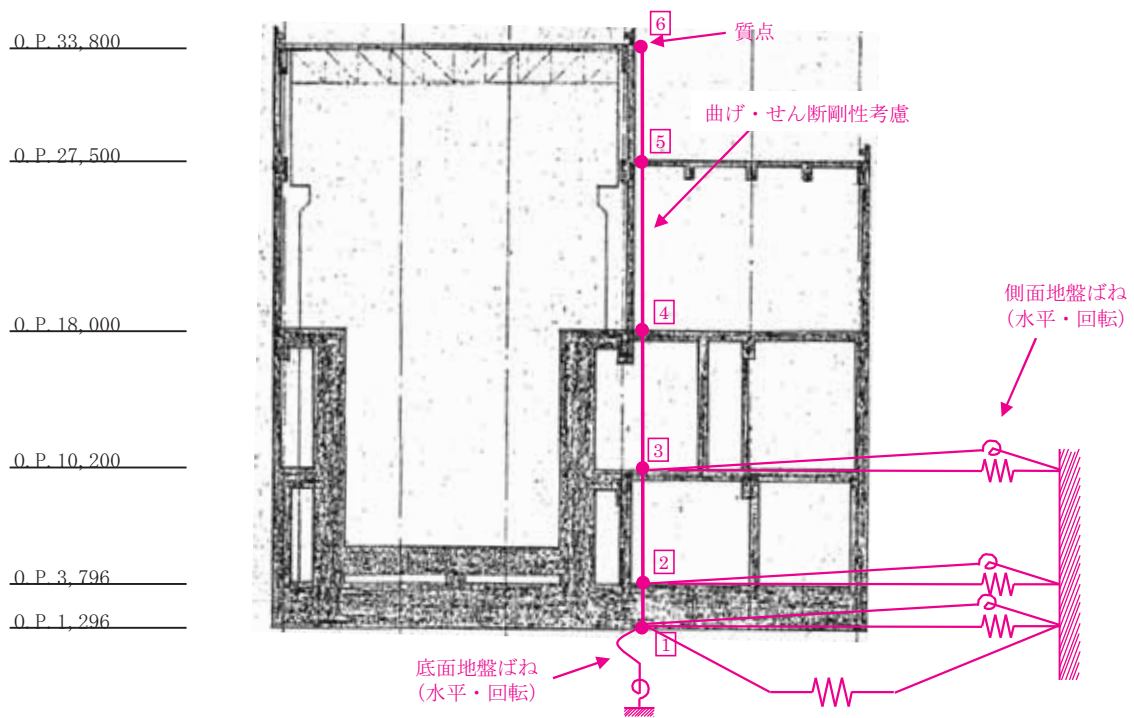 O.P. 33,800
6
質点
曲げ・せん断剛性考慮
O.P. 27,500
5
側面地盤ばね
(水平・回転)
O.P. 18,000
4
O.P. 10,200
3
O.P. 3,796
2
O.P. 1,296
1
底面地盤ばね
(水平・回転)